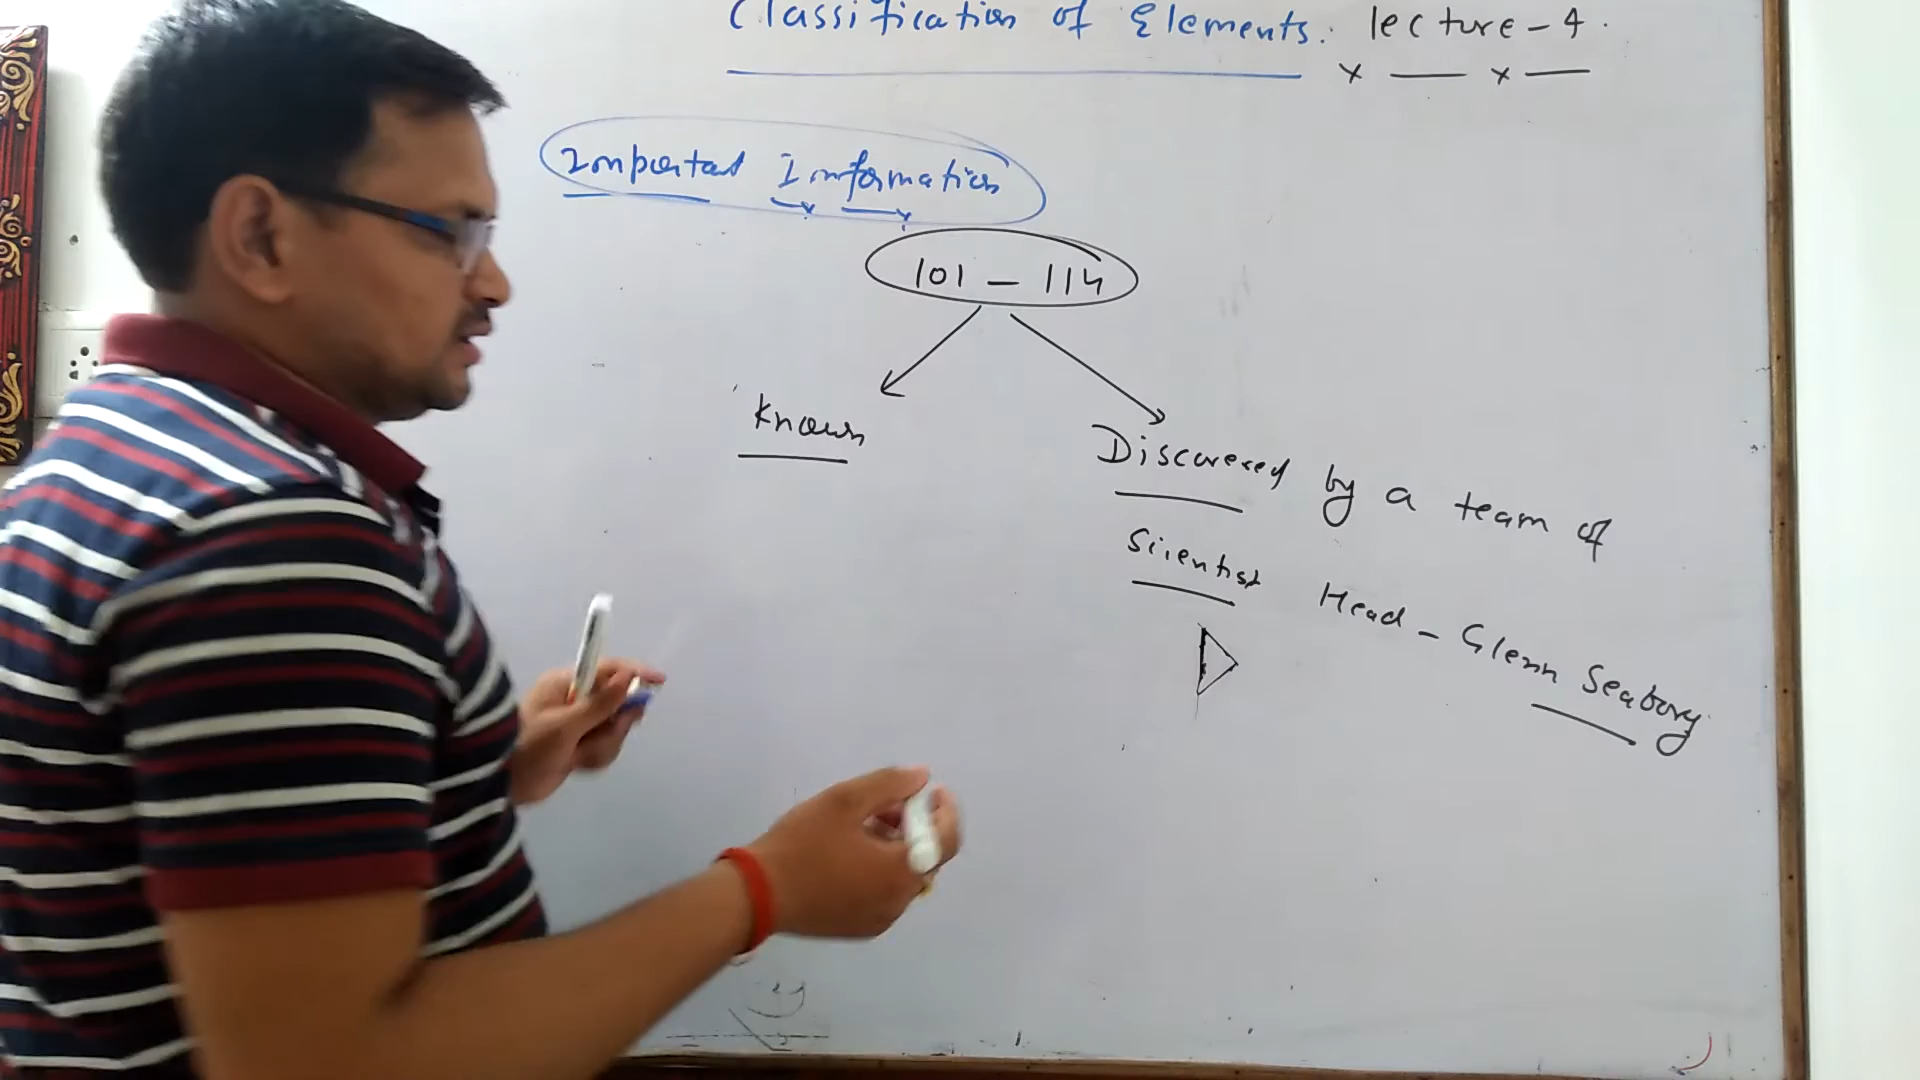 Classification of Elements. Lecture-4.
Important Information
101 - 114
Known
Discovered by a team of
Scientist Head - Glenn Seaborg.